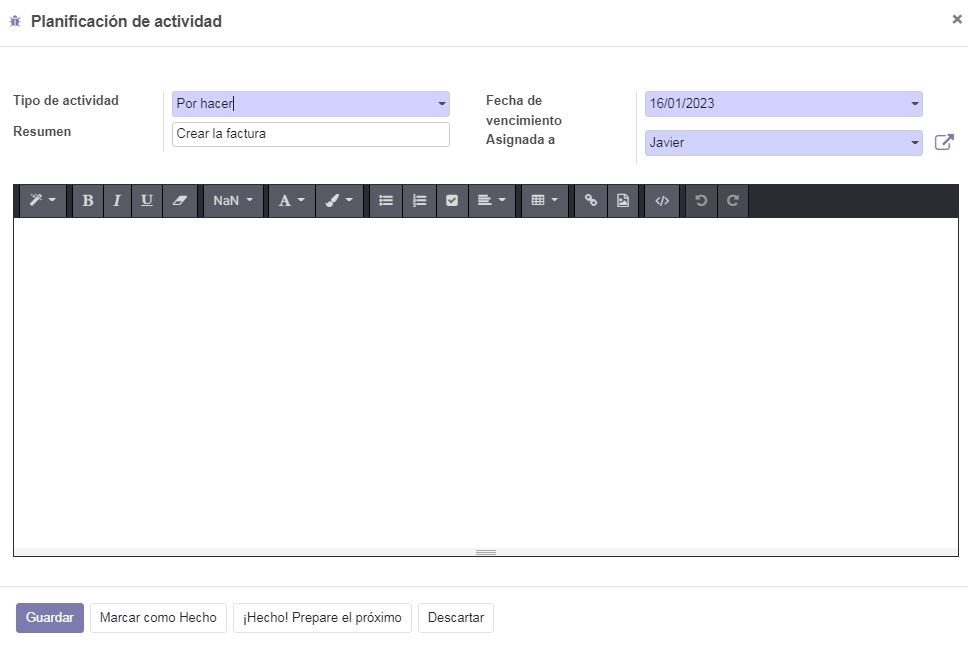 Planificación de actividad
×
Tipo de actividad
Por hacer
Resumen
Crear la factura
Fecha de
vencimiento
16/01/2023
Asignada a
Javier
B I U NaN A </>
Guardar
Marcar como Hecho
¡Hecho! Prepare el próximo
Descartar